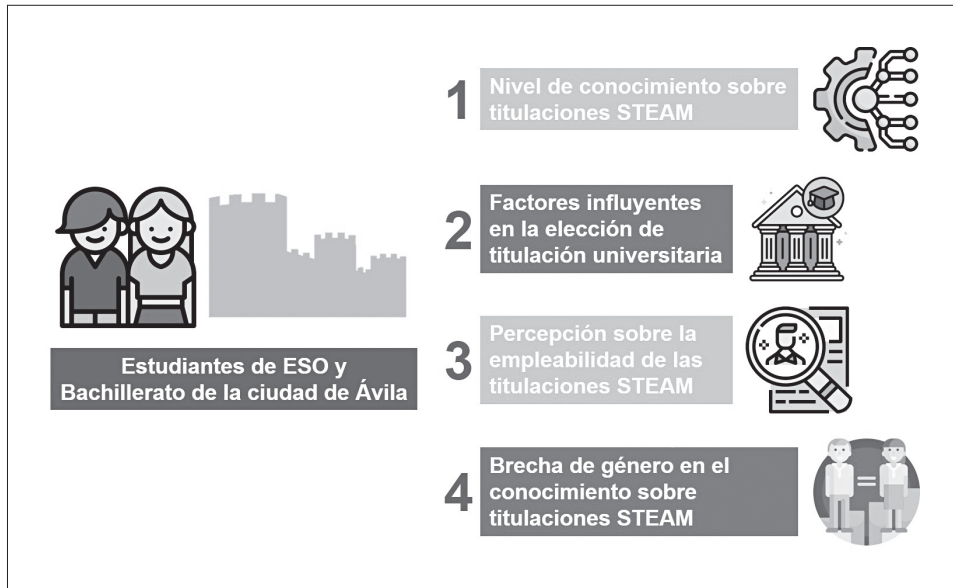 Estudiantes de ESO y
Bachillerato de la ciudad de Ávila
1
Nivel de conocimiento sobre
titulaciones STEAM
2
Factores influyentes
en la elección de
titulación universitaria
3
Percepción sobre la
empleabilidad de las
titulaciones STEAM
4
Brecha de género en el
conocimiento sobre
titulaciones STEAM